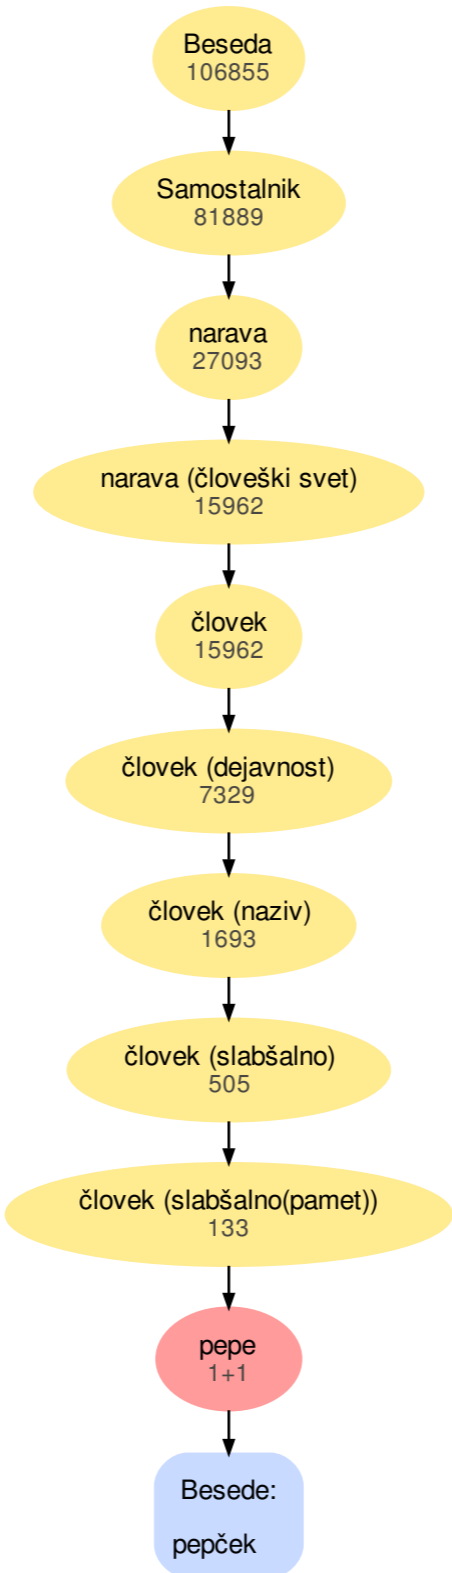 Beseda
106855
Samostalnik
81889
narava
27093
narava (človeški svet)
15962
človek
15962
človek (dejavnost)
7329
človek (naziv)
1693
človek (slabšalno)
505
človek (slabšalno(pamet))
133
pepe
1+1
Besede:
pepček